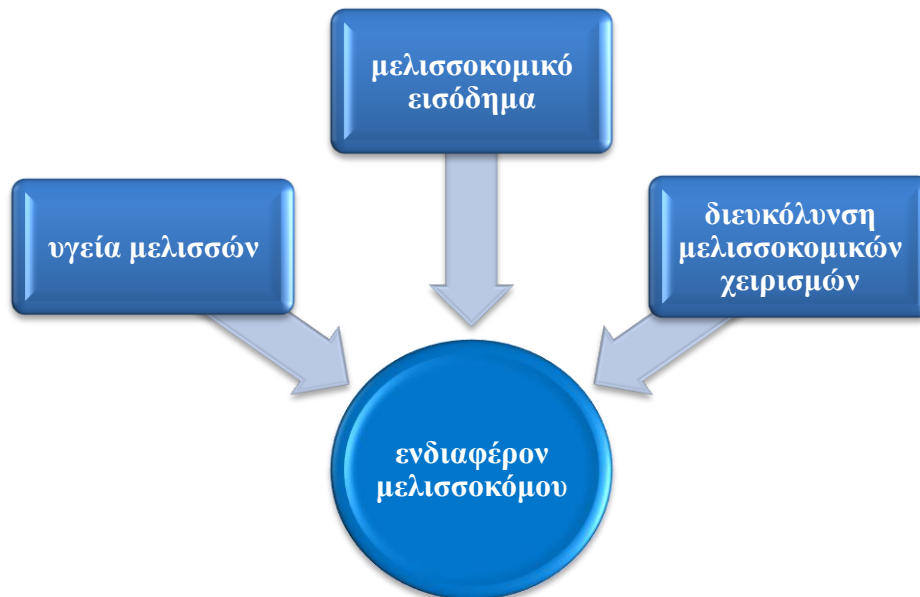 μελισσοκομικό
εισόδημα
υγεία μελισσών
διευκόλυνση
μελισσοκομικών
χειρισμών
ενδιαφέρον
μελισσοκόμου